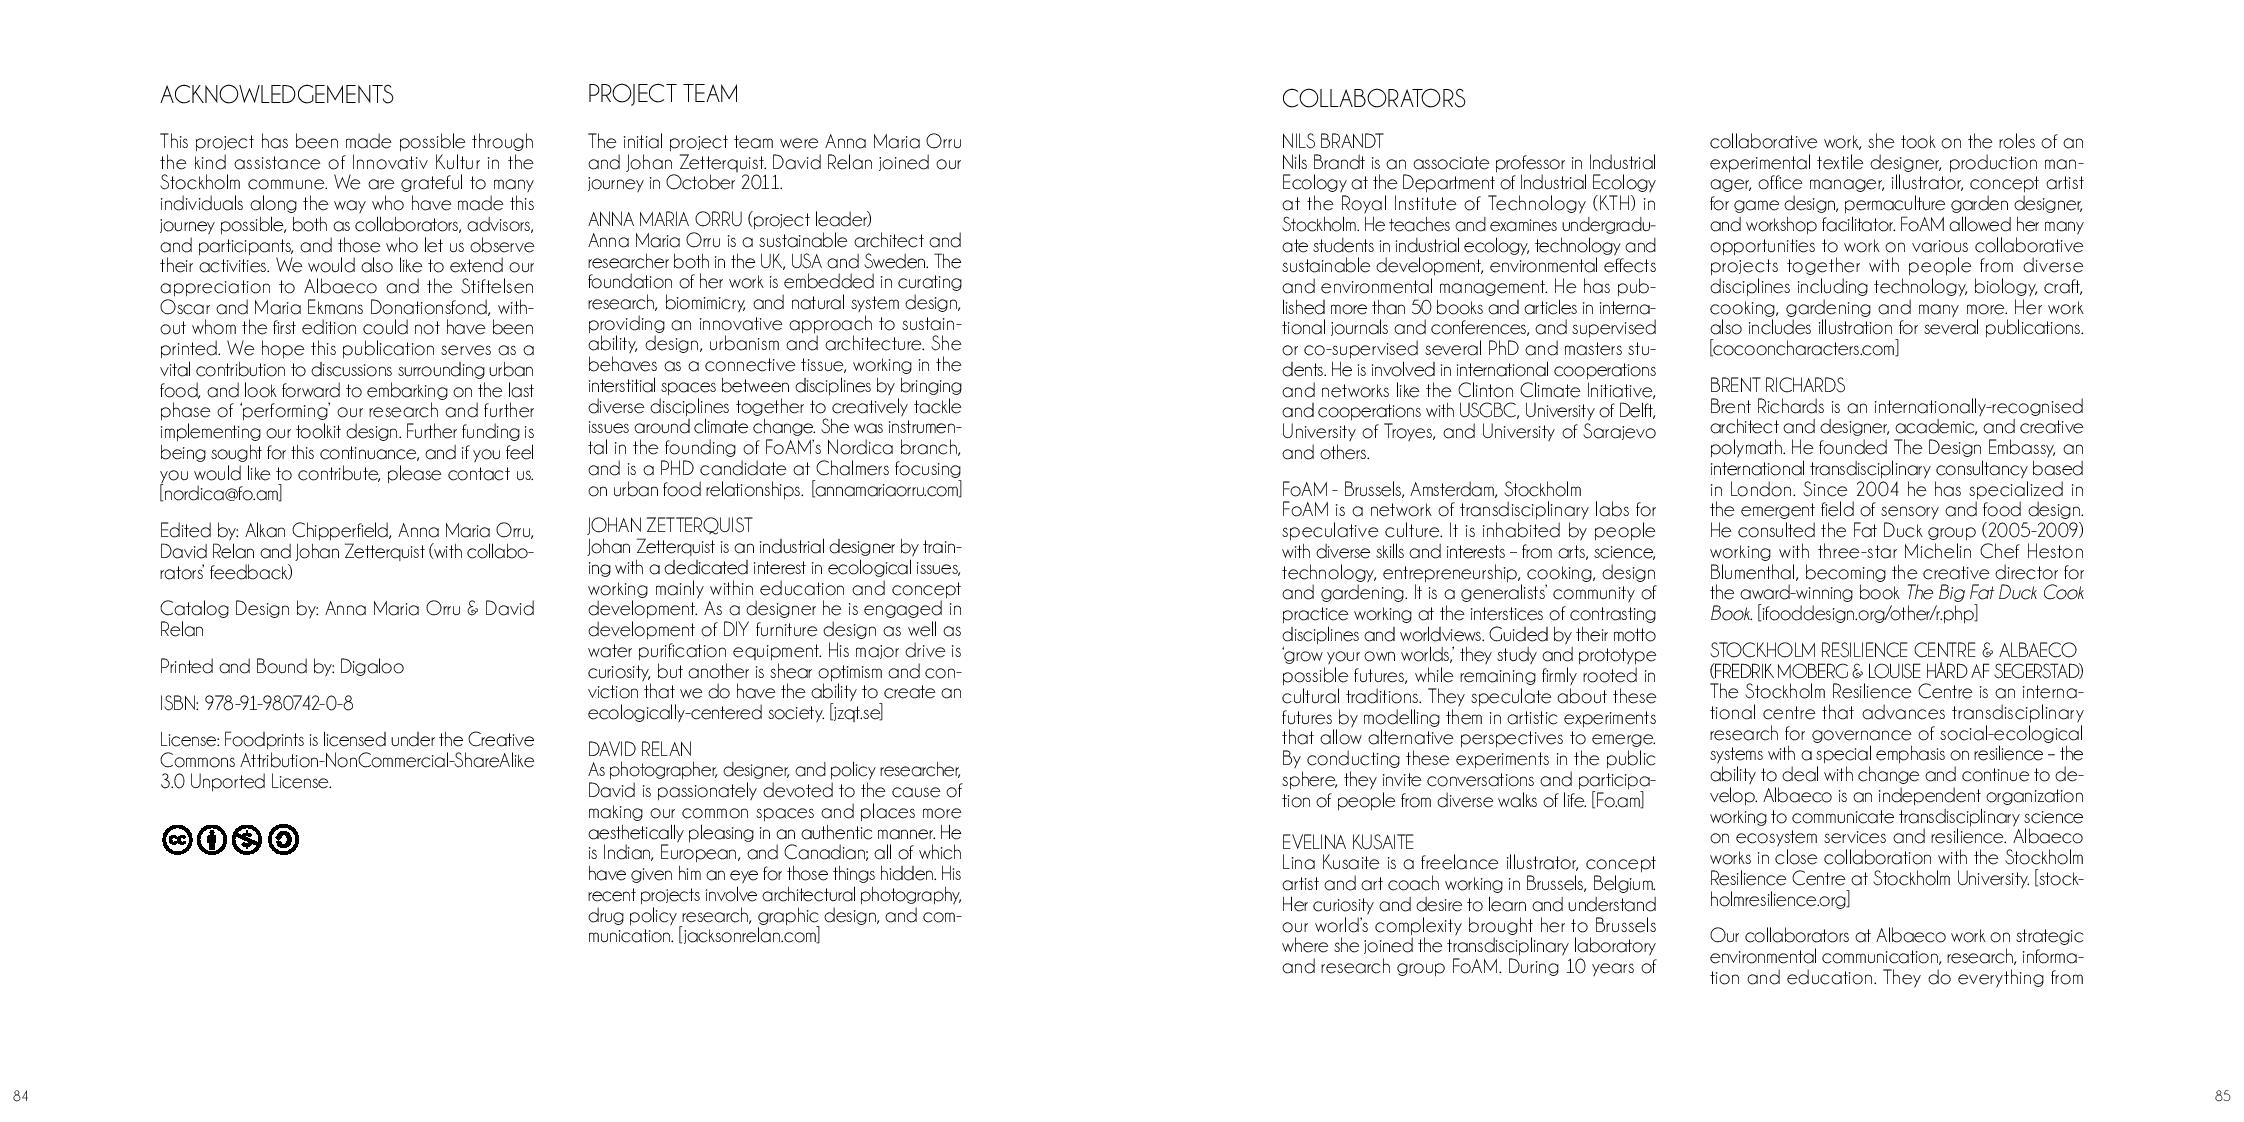 ACKNOWLEDGEMENTS
This project has been made possible through
the kind assistance of Innovativ Kultur in the
Stockholm commune. We are grateful to many
individuals along the way who have made this
journey possible, both as collaborators, advisors,
and participants, and those who let us observe
their activities. We would also like to extend our
appreciation to Albaeco and the Stiftelsen
Oscar and Maria Ekmans Donationsfond, with-
out whom the first edition could not have been
printed. We hope this publication serves as a
vital contribution to discussions surrounding urban
food, and look forward to embarking on the last
phase of ‘performing’ our research and further
implementing our toolkit design. Further funding is
being sought for this continuance, and if you feel
you would like to contribute, please contact us.
[nordica@fo.am]
Edited by: Alkan Chipperfield, Anna Maria Orru,
David Relan and Johan Zetterquist (with collabo-
rators’ feedback)
Catalog Design by: Anna Maria Orru & David
Relan
Printed and Bound by: Digaloo
ISBN: 978-91-980742-0-8
License: Foodprints is licensed under the Creative
Commons Attribution-NonCommercial-ShareAlike
3.0 Unported License.
PROJECT TEAM
The initial project team were Anna Maria Orru
and Johan Zetterquist. David Relan joined our
journey in October 2011.
ANNA MARIA ORRU (project leader)
Anna Maria Orru is a sustainable architect and
researcher both in the UK, USA and Sweden. The
foundation of her work is embedded in curating
research, biomimicry, and natural system design,
providing an innovative approach to sustain-
ability, design, urbanism and architecture. She
behaves as a connective tissue, working in the
interstitial spaces between disciplines by bringing
diverse disciplines together to creatively tackle
issues around climate change. She was instrumen-
tal in the founding of FoAM’s Nordica branch,
and is a PHD candidate at Chalmers focusing
on urban food relationships. [annamariaorru.com]
JOHAN ZETTERQUIST
Johan Zetterquist is an industrial designer by train-
ing with a dedicated interest in ecological issues,
working mainly within education and concept
development. As a designer he is engaged in
development of DIY furniture design as well as
water purification equipment. His major drive is
curiosity, but another is shear optimism and con-
viction that we do have the ability to create an
ecologically-centered society. [jzqt.se]
DAVID RELAN
As photographer, designer, and policy researcher,
David is passionately devoted to the cause of
making our common spaces and places more
aesthetically pleasing in an authentic manner. He
is Indian, European, and Canadian; all of which
have given him an eye for those things hidden. His
recent projects involve architectural photography,
drug policy research, graphic design, and com-
munication. [jacksonrelan.com]
84
COLLABORATORS
NILS BRANDT
Nils Brandt is an associate professor in Industrial
Ecology at the Department of Industrial Ecology
at the Royal Institute of Technology (KTH) in
Stockholm. He teaches and examines undergradu-
ate students in industrial ecology, technology and
sustainable development, environmental effects
and environmental management. He has pub-
lished more than 50 books and articles in interna-
tional journals and conferences, and supervised
or co-supervised several PhD and masters stu-
dents. He is involved in international cooperations
and networks like the Clinton Climate Initiative,
and cooperations with USGBC, University of Delft,
University of Troyes, and University of Sarajevo
and others.
FoAM - Brussels, Amsterdam, Stockholm
FoAM is a network of transdisciplinary labs for
speculative culture. It is inhabited by people
with diverse skills and interests – from arts, science,
technology, entrepreneurship, cooking, design
and gardening. It is a generalists’ community of
practice working at the interstices of contrasting
disciplines and worldviews. Guided by their motto
‘grow your own worlds,’ they study and prototype
possible futures, while remaining firmly rooted in
cultural traditions. They speculate about these
futures by modelling them in artistic experiments
that allow alternative perspectives to emerge.
By conducting these experiments in the public
sphere, they invite conversations and participa-
tion of people from diverse walks of life. [Fo.am]
EVELINA KUSAITE
Lina Kusaite is a freelance illustrator, concept
artist and art coach working in Brussels, Belgium.
Her curiosity and desire to learn and understand
our world’s complexity brought her to Brussels
where she joined the transdisciplinary laboratory
and research group FoAM. During 10 years of
collaborative work, she took on the roles of an
experimental textile designer, production man-
ager, office manager, illustrator, concept artist
for game design, permaculture garden designer,
and workshop facilitator. FoAM allowed her many
opportunities to work on various collaborative
projects together with people from diverse
disciplines including technology, biology, craft,
cooking, gardening and many more. Her work
also includes illustration for several publications.
[cocooncharacters.com]
BRENT RICHARDS
Brent Richards is an internationally-recognised
architect and designer, academic, and creative
polymath. He founded The Design Embassy, an
international transdisciplinary consultancy based
in London. Since 2004 he has specialized in
the emergent field of sensory and food design.
He consulted the Fat Duck group (2005-2009)
working with three-star Michelin Chef Heston
Blumenthal, becoming the creative director for
the award-winning book The Big Fat Duck Cook
Book. [ifooddesign.org/other/r.php]
STOCKHOLM RESILIENCE CENTRE & ALBAECO
(FREDRIK MOBERG & LOUISE HÅRD AF SEGERSTAD)
The Stockholm Resilience Centre is an interna-
tional centre that advances transdisciplinary
research for governance of social-ecological
systems with a special emphasis on resilience – the
ability to deal with change and continue to de-
velop. Albaeco is an independent organization
working to communicate transdisciplinary science
on ecosystem services and resilience. Albaeco
works in close collaboration with the Stockholm
Resilience Centre at Stockholm University. [stock-
holmresilience.org]
Our collaborators at Albaeco work on strategic
environmental communication, research, informa-
tion and education. They do everything from
85